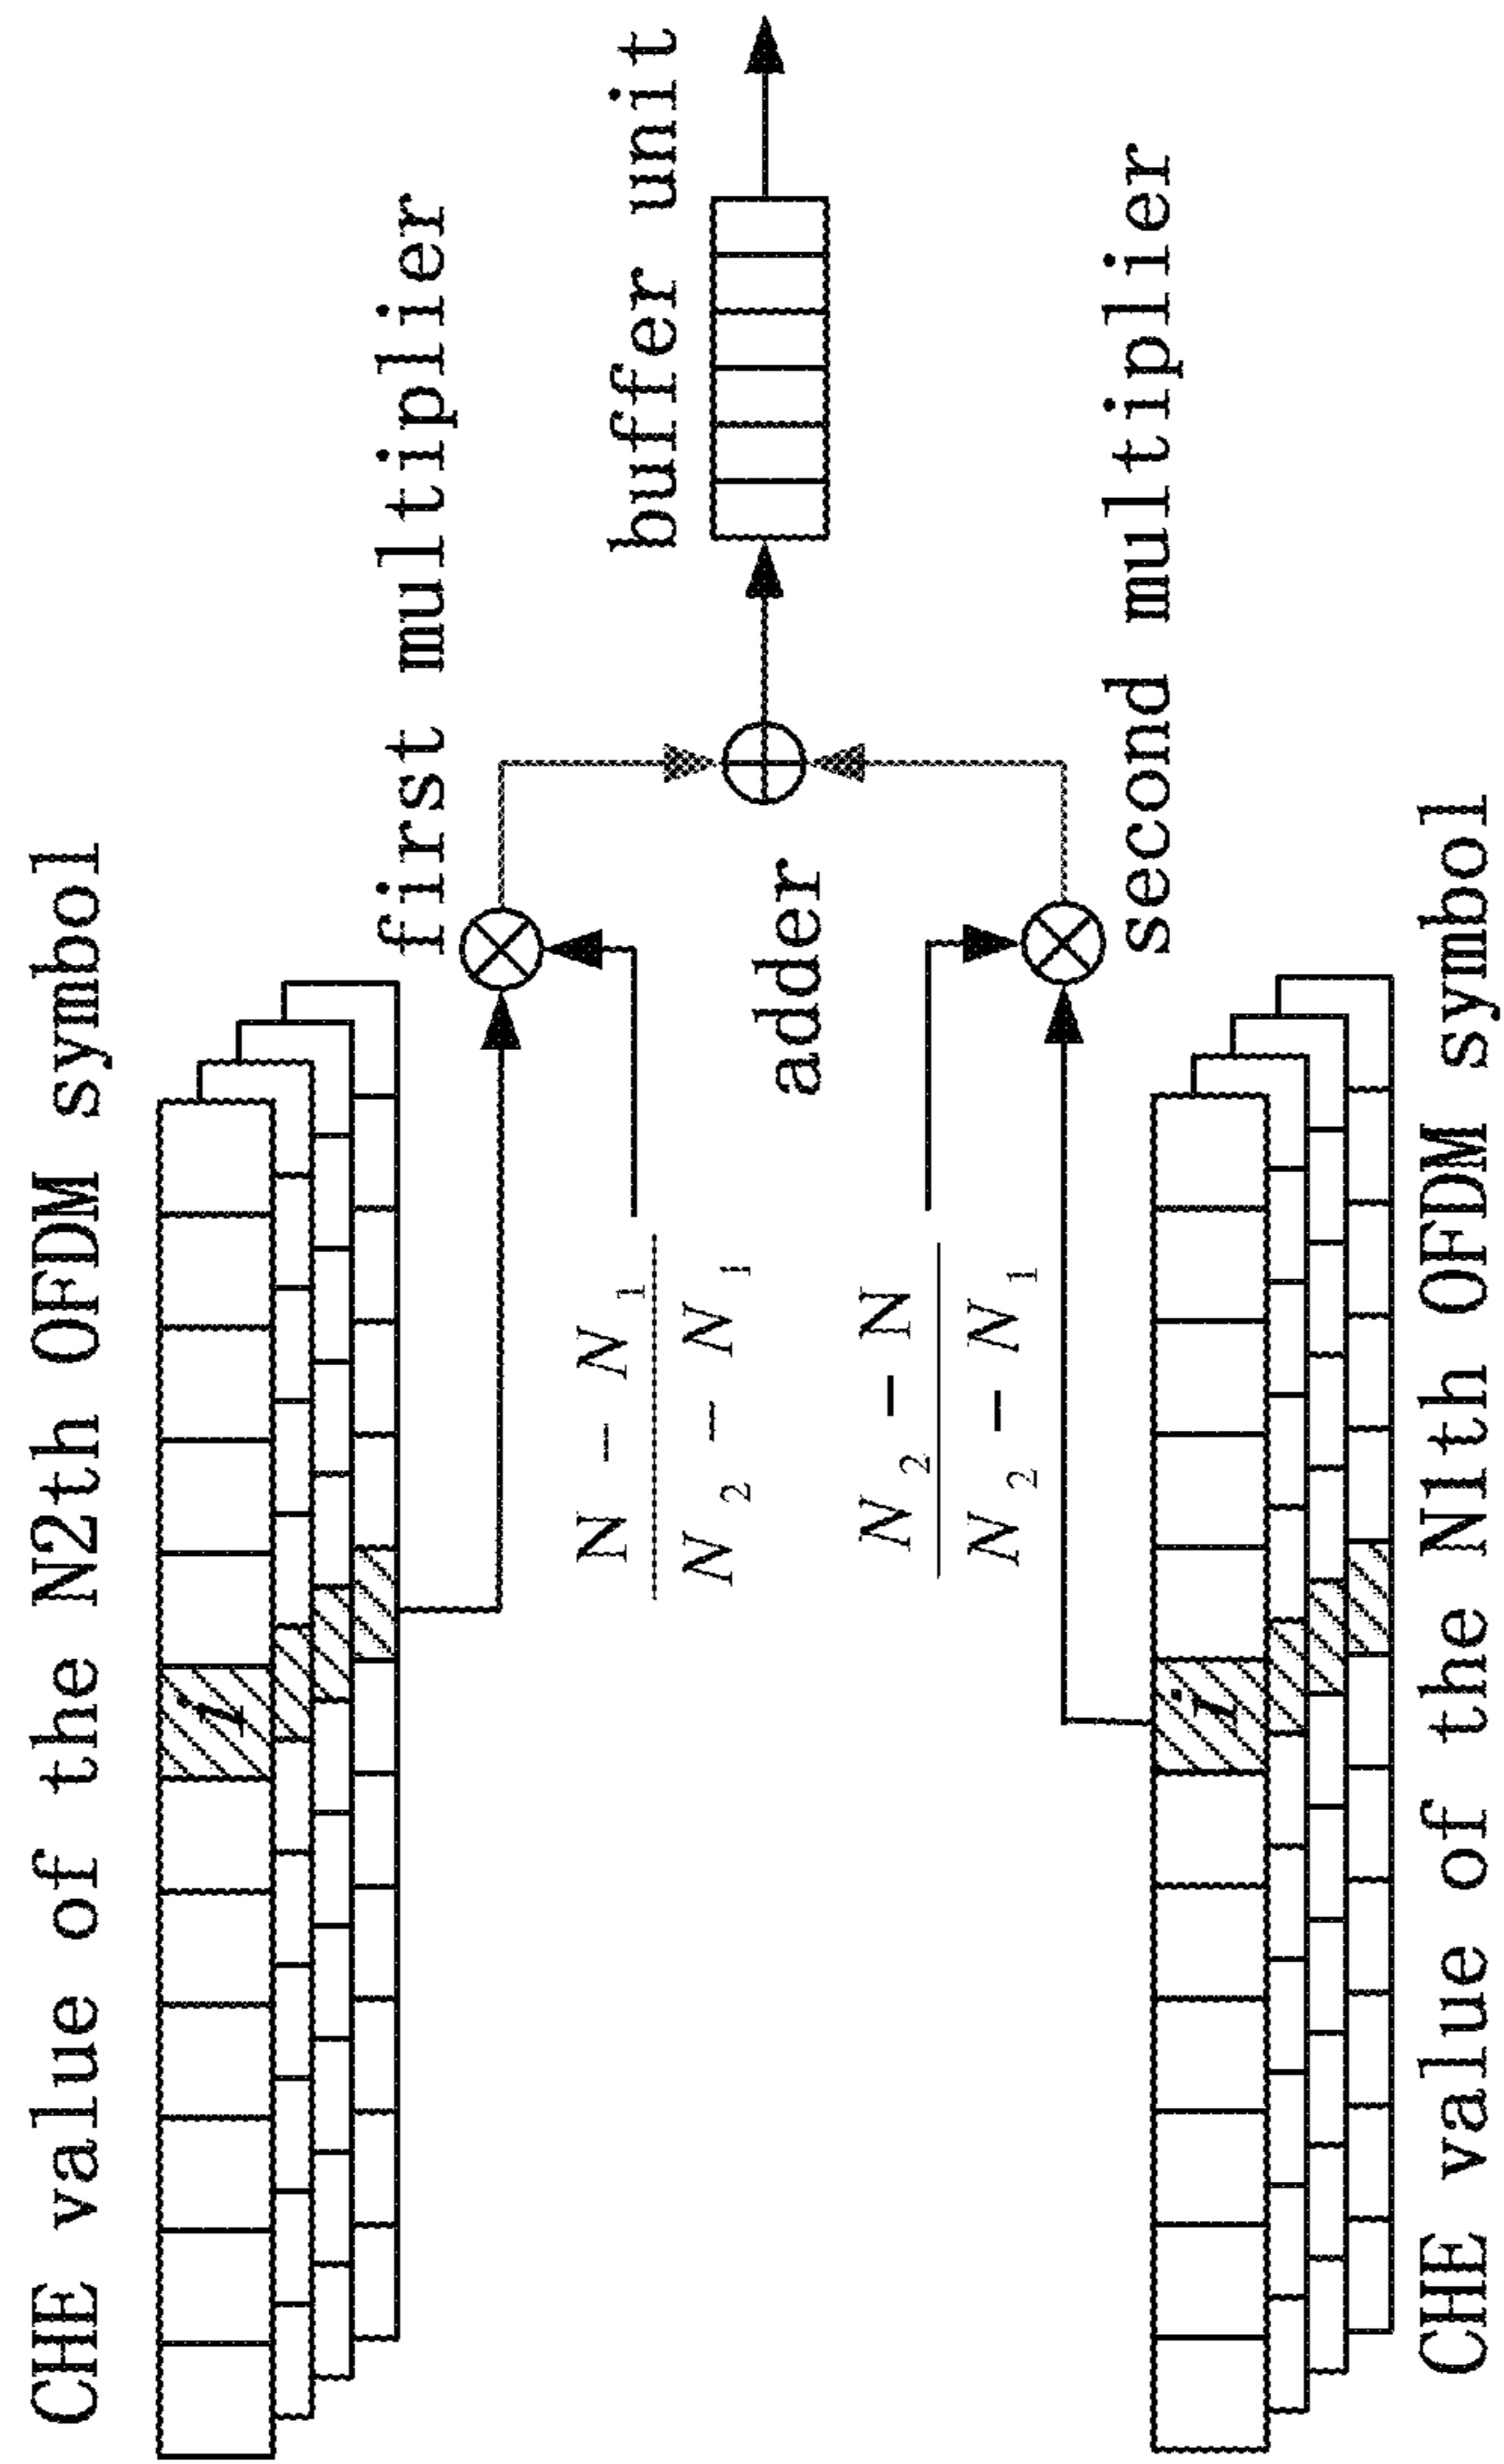 CHE value of the N2th OFDM symbol
i
first multiplier
N - N1
N2 - N1
buffer unit
adder
N2 - N
N2 - N1
second multiplier
i
CHE value of the N1th OFDM symbol